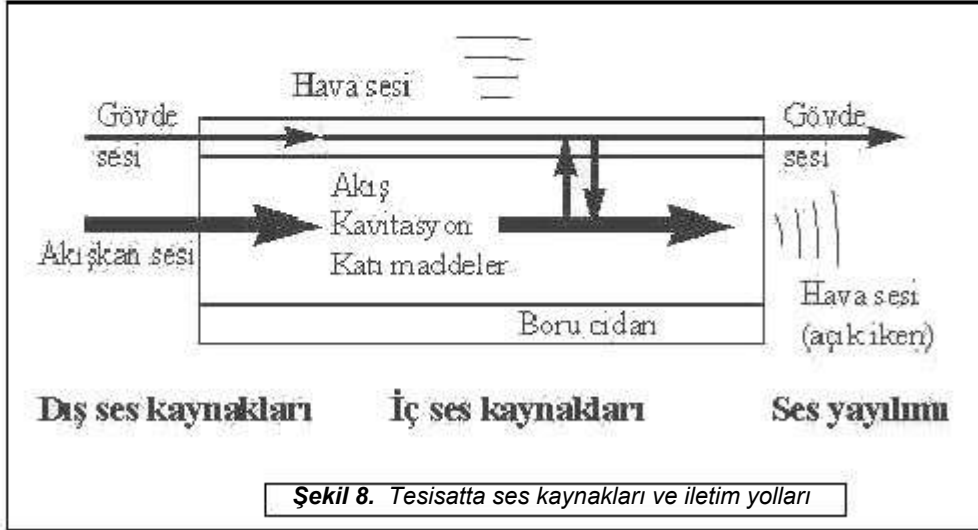 Hava sesi
Gövde
sesi
Gövde
sesi
Akış
Kavitasyon
Katı maddeler
Akışkan sesi
Hava sesi
(açık iken)
Boru cidarı
Dış ses kaynakları
İç ses kaynakları
Ses yayılımı
Şekil 8. Tesisatta ses kaynakları ve iletim yolları